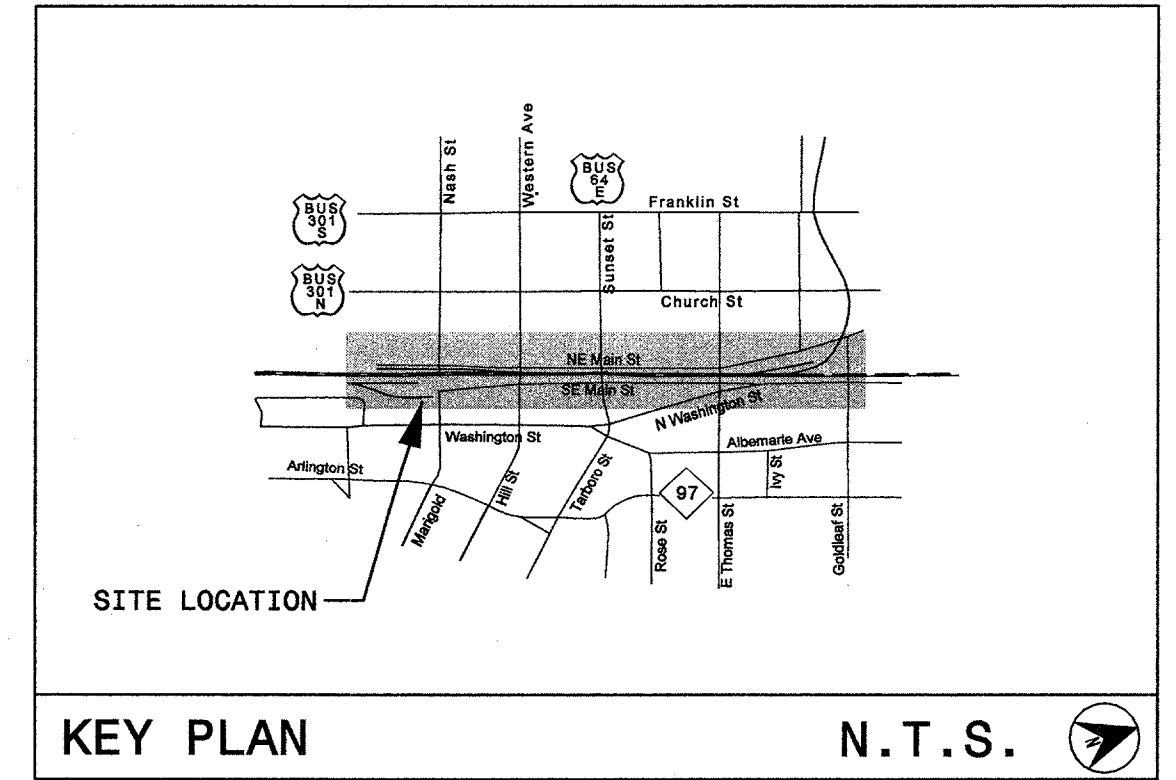 Nash St
Western Ave
BUS
64
E
BUS
301
S
Franklin St
Sunset St
BUS
301
N
Church St
NE Main St
SE Main St
N Washington St
Washington St
Albemarle Ave
Arlington St
Marigold
Hill St
Tarboro St
97
Ivy St
Rose St
E Thomas St
Goldleaf St
SITE LOCATION
KEY PLAN
N.T.S.
N